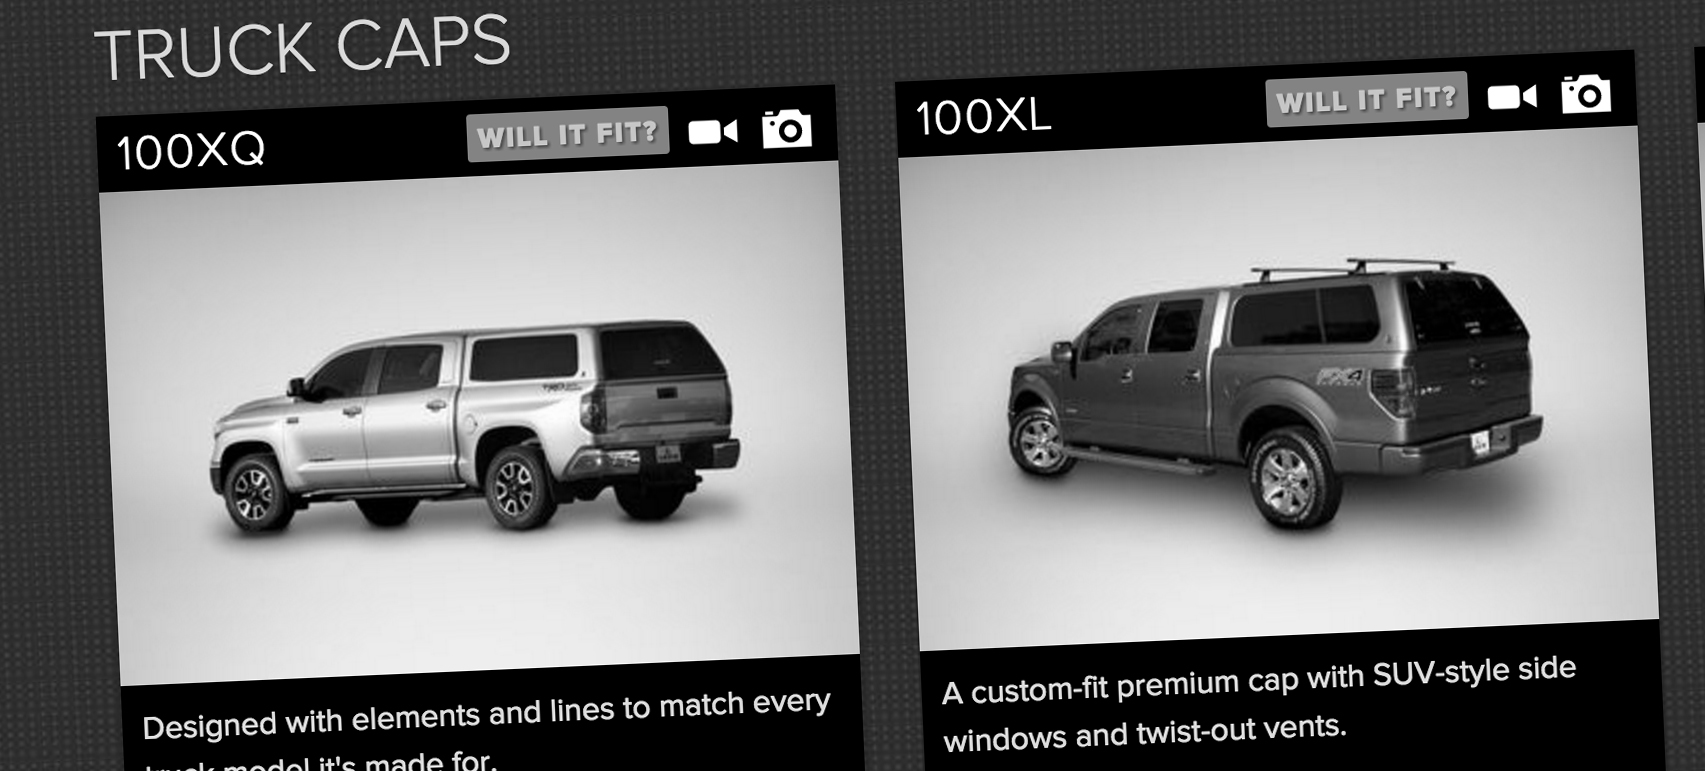 TRUCK CAPS
100XQ
WILL IT FIT?
100XL
WILL IT FIT?
FX4
Designed with elements and lines to match every
truck model it's made for.
A custom-fit premium cap with SUV-style side
windows and twist-out vents.